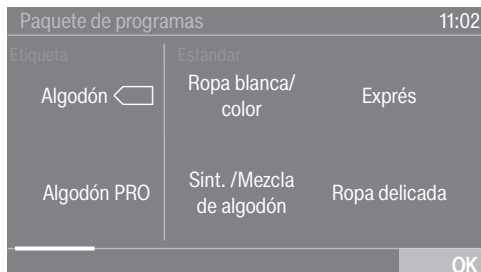 Paquete de programas 11:02
Etiqueta Estándar
Algodón
Ropa blanca/
color
Exprés
Algodón PRO
Sint. /Mezcla
de algodón
Ropa delicada
OK